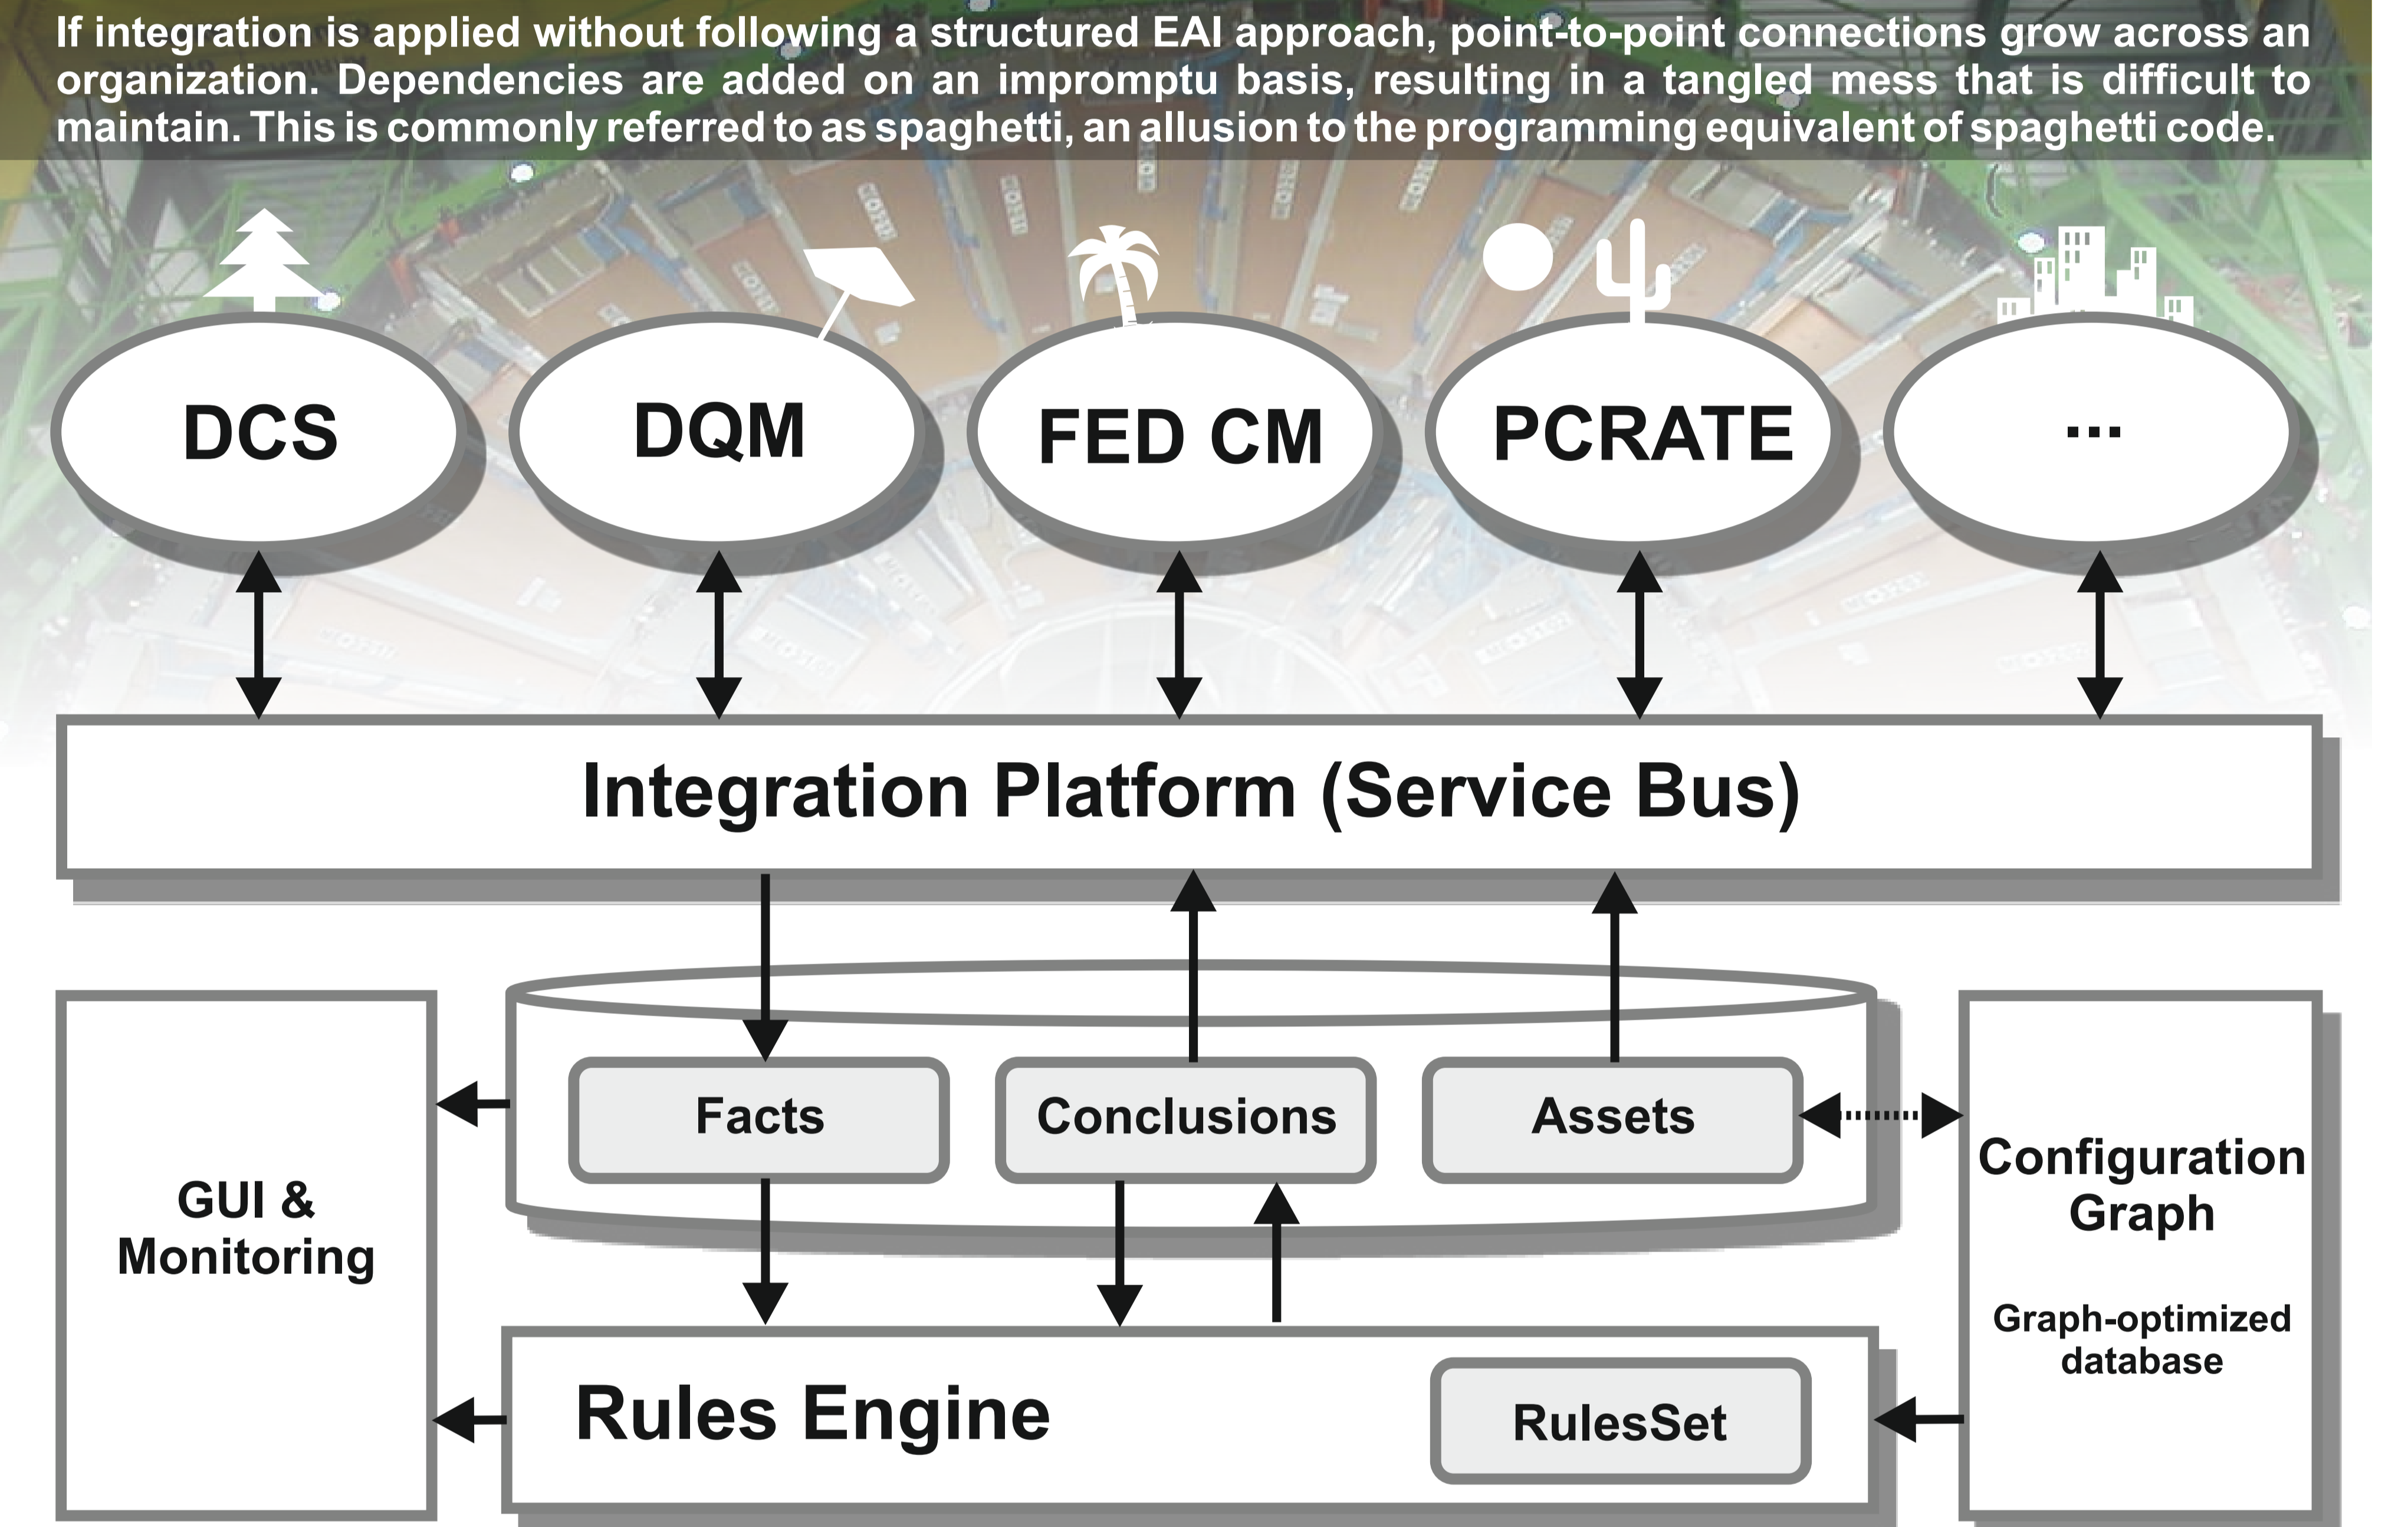 If integration is applied without following a structured EAI approach, point-to-point connections grow across an
organization. Dependencies are added on an impromptu basis, resulting in a tangled mess that is difficult to
maintain. This is commonly referred to as spaghetti, an allusion to the programming equivalent of spaghetti code.
DCS
DQM
FED CM
PCRATE
...
Integration Platform (Service Bus)
Facts
Conclusions
Assets
GUI &
Monitoring
Configuration
Graph
Graph-optimized
database
Rules Engine
RulesSet